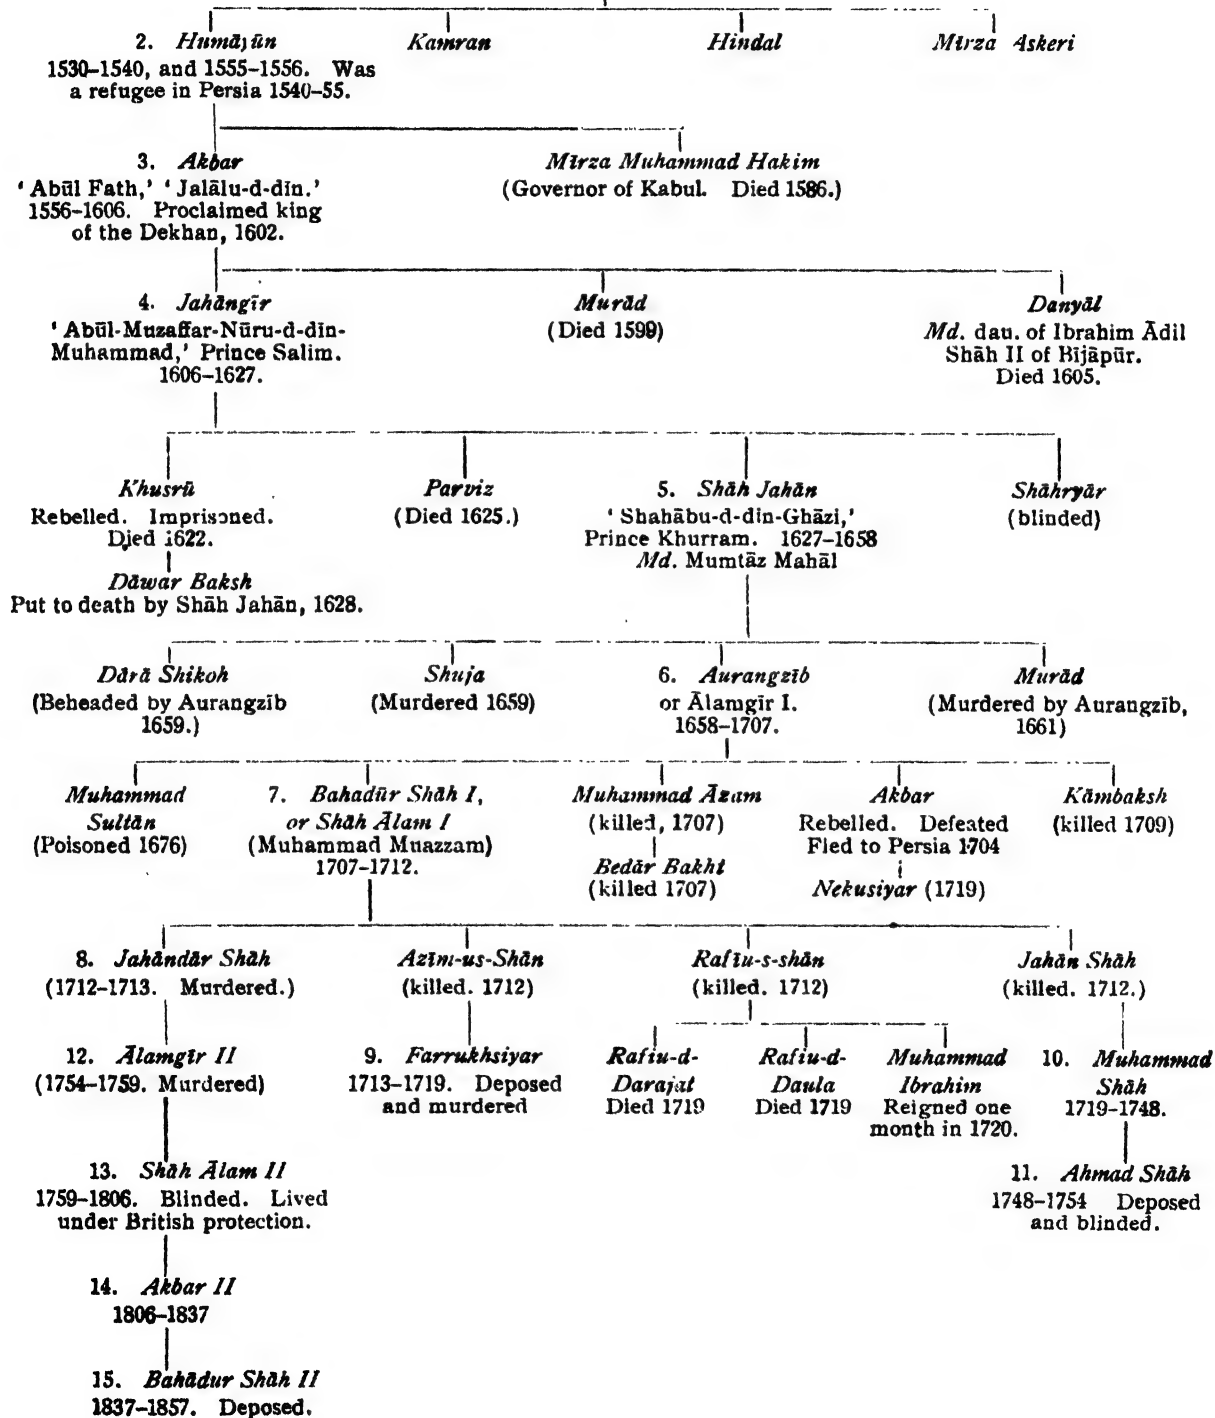 2. Humāyūn
1530–1540, and 1555–1556. Was
a refugee in Persia 1540–55.
Kamran
Hindal
Mirza Askeri
3. Akbar
'Abūl Fath,' 'Jalālu-d-dīn.'
1556–1606. Proclaimed king
of the Dekhan, 1602.
Mīrza Muhammad Hakim
(Governor of Kabul. Died 1586.)
4. Jahāngīr
'Abūl-Muzaffar-Nūru-d-dīn-
Muhammad,' Prince Salim.
1606–1627.
Murād
(Died 1599)
Danyāl
Md. dau. of Ibrahim Ādil
Shāh II of Bījāpūr.
Died 1605.
Khusrū
Rebelled. Imprisoned.
Died 1622.
Dāwar Baksh
Put to death by Shāh Jahān, 1628.
Parviz
(Died 1625.)
5. Shāh Jahān
'Shahābu-d-dīn-Ghāzi,'
Prince Khurram. 1627–1658
Md. Mumtāz Mahāl
Shāhryār
(blinded)
Dārā Shikoh
(Beheaded by Aurangzīb
1659.)
Shuja
(Murdered 1659)
6. Aurangzīb
or Ālamgīr I.
1658–1707.
Murād
(Murdered by Aurangzīb,
1661)
Muhammad
Sultān
(Poisoned 1676)
7. Bahadūr Shāh I,
or Shāh Ālam I
(Muhammad Muazzam)
1707–1712.
Muhammad Āzam
(killed, 1707)
Bedār Bakht
(killed 1707)
Akbar
Rebelled. Defeated
Fled to Persia 1704
Nekusiyar (1719)
Kāmbaksh
(killed 1709)
8. Jahāndār Shāh
(1712–1713. Murdered.)
Azīm-us-Shān
(killed. 1712)
Rafīu-s-shān
(killed. 1712)
Jahān Shāh
(killed. 1712.)
12. Ālamgīr II
(1754–1759. Murdered)
9. Farrukhsiyar
1713–1719. Deposed
and murdered
Rafiu-d-
Darajat
Died 1719
Rafiu-d-
Daula
Died 1719
Muhammad
Ibrahim
Reigned one
month in 1720.
10. Muhammad
Shāh
1719–1748.
13. Shāh Ālam II
1759–1806. Blinded. Lived
under British protection.
11. Ahmad Shāh
1748–1754 Deposed
and blinded.
14. Akbar II
1806–1837
15. Bahādur Shāh II
1837–1857. Deposed.